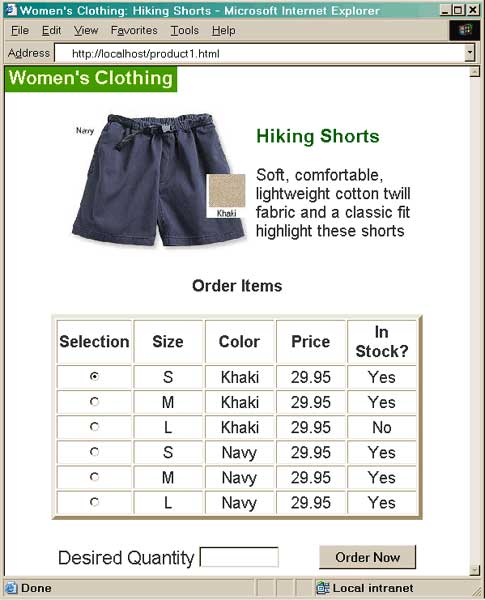 Women's Clothing: Hiking Shorts - Microsoft Internet Explorer
File Edit View Favorites Tools Help
Address http://localhost/product1.html
Women's Clothing
Navy
Khaki
Hiking Shorts
Soft, comfortable,
lightweight cotton twill
fabric and a classic fit
highlight these shorts
Order Items
Selection Size Color Price In Stock?
S Khaki 29.95 Yes
M Khaki 29.95 Yes
L Khaki 29.95 No
S Navy 29.95 Yes
M Navy 29.95 Yes
L Navy 29.95 Yes
Desired Quantity Order Now
Done Local intranet